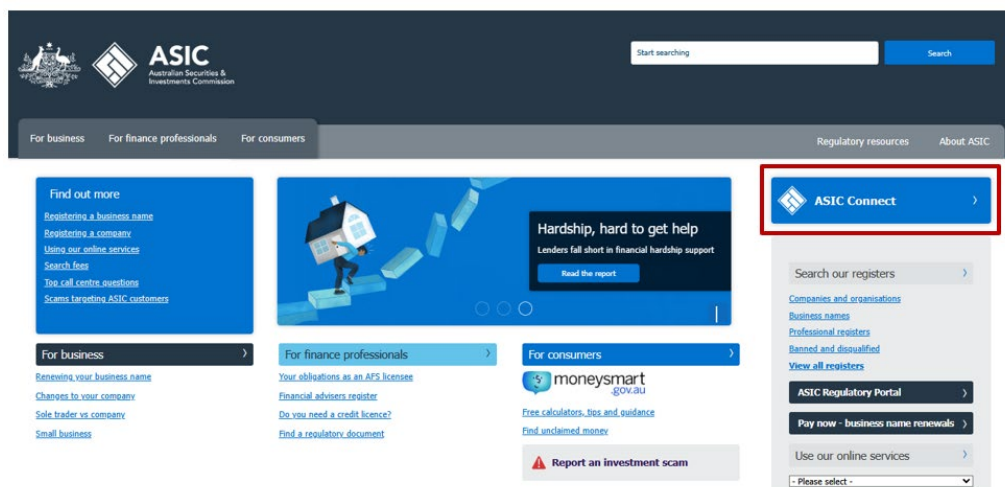 ASIC
Australian Securities &
Investments Commission
Start searching
Search
For business
For finance professionals
For consumers
Regulatory resources
About ASIC
Find out more
Registering a business name
Registering a company
Using our online services
Search fees
Top call centre questions
Scams targeting ASIC customers
Hardship, hard to get help
Lenders fall short in financial hardship support
Read the report
ASIC Connect
Search our registers
Companies and organisations
Business names
Professional registers
Banned and disqualified
View all registers
ASIC Regulatory Portal
Pay now - business name renewals
Use our online services
- Please select -
For business
Renewing your business name
Changes to your company
Sole trader vs company
Small business
For finance professionals
Your obligations as an AFS licensee
Financial advisers register
Do you need a credit licence?
Find a regulatory document
For consumers
moneysmart
.gov.au
Free calculators, tips and guidance
Find unclaimed money
Report an investment scam